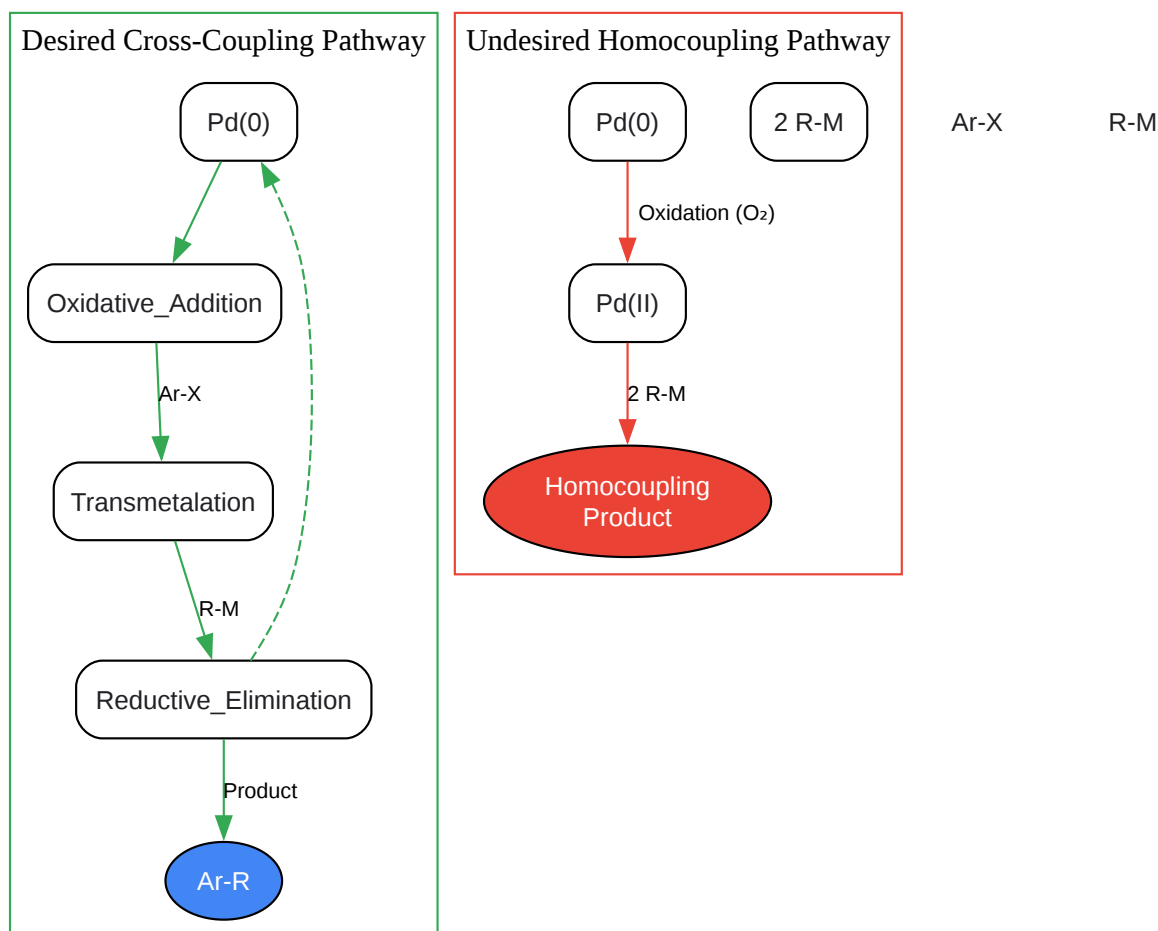 Desired Cross-Coupling Pathway
Pd(0)
Oxidative_Addition
Ar-X
Transmetalation
R-M
Reductive_Elimination
Product
Ar-R
Undesired Homocoupling Pathway
Pd(0)
2 R-M
Oxidation (O₂)
Pd(II)
2 R-M
Homocoupling
Product
Ar-X
R-M